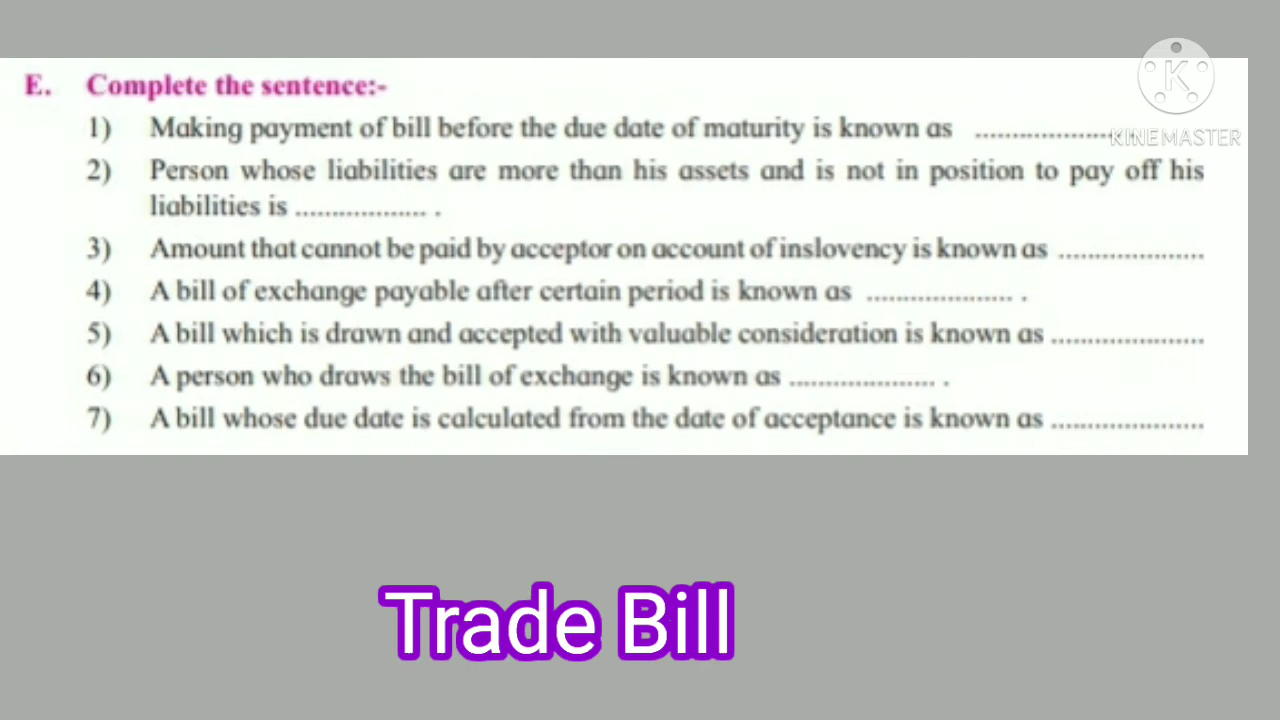 E. Complete the sentence:-
1) Making payment of bill before the due date of maturity is known as .....................
2) Person whose liabilities are more than his assets and is not in position to pay off his
liabilities is .................. .
3) Amount that cannot be paid by acceptor on account of inslovency is known as ....................
4) A bill of exchange payable after certain period is known as .................... .
5) A bill which is drawn and accepted with valuable consideration is known as .....................
6) A person who draws the bill of exchange is known as .................... .
7) A bill whose due date is calculated from the date of acceptance is known as .....................
K
KINEMASTER
Trade Bill